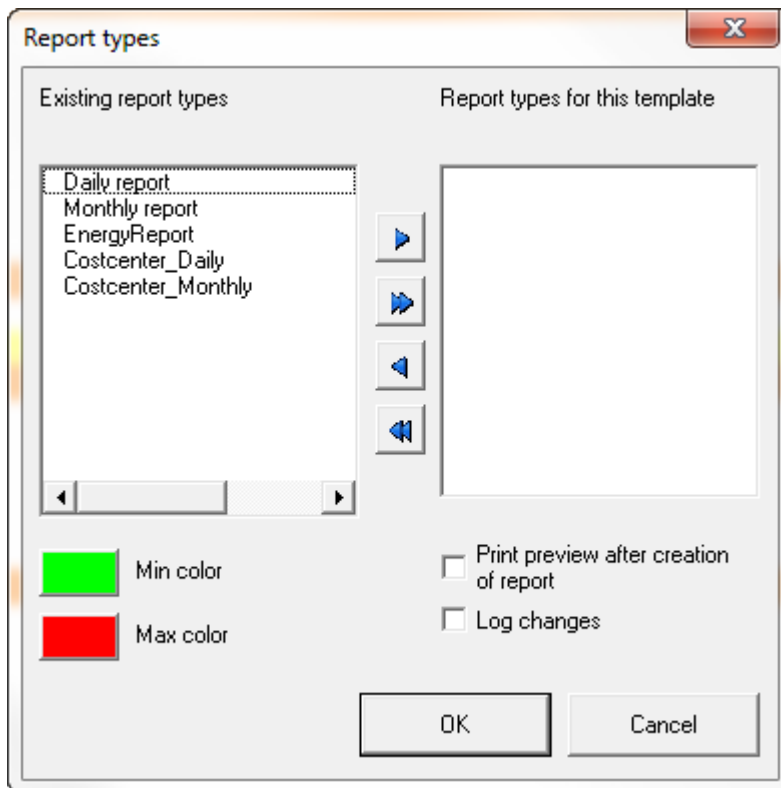 Report types
Existing report types
Report types for this template
Daily report
Monthly report
EnergyReport
Costcenter_Daily
Costcenter_Monthly
Min color
Max color
Print preview after creation
of report
Log changes
OK
Cancel